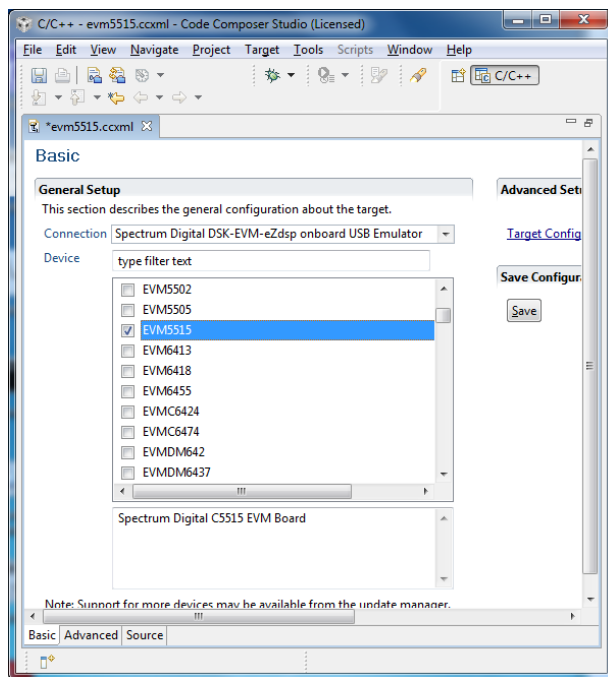 C/C++ - evm5515.ccxml - Code Composer Studio (Licensed)
File Edit View Navigate Project Target Tools Scripts Window Help
C/C++
*evm5515.ccxml
Basic
General Setup
This section describes the general configuration about the target.
Connection Spectrum Digital DSK-EVM-eZdsp onboard USB Emulator
Device type filter text
EVM5502
EVM5505
EVM5515
EVM6413
EVM6418
EVM6455
EVMC6424
EVMC6474
EVMDM642
EVMDM6437
Spectrum Digital C5515 EVM Board
Note: Support for more devices may be available from the update manager.
Advanced Setu
Target Config
Save Configur
Save
Basic Advanced Source